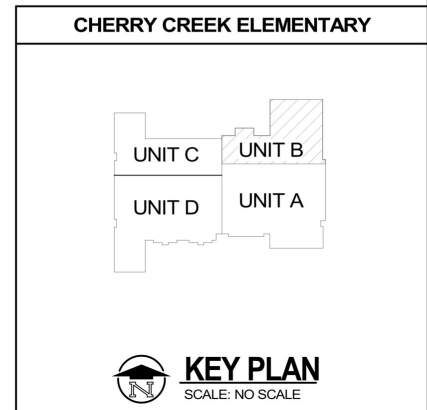 CHERRY CREEK ELEMENTARY
UNIT C
UNIT B
UNIT D
UNIT A
N
KEY PLAN
SCALE: NO SCALE